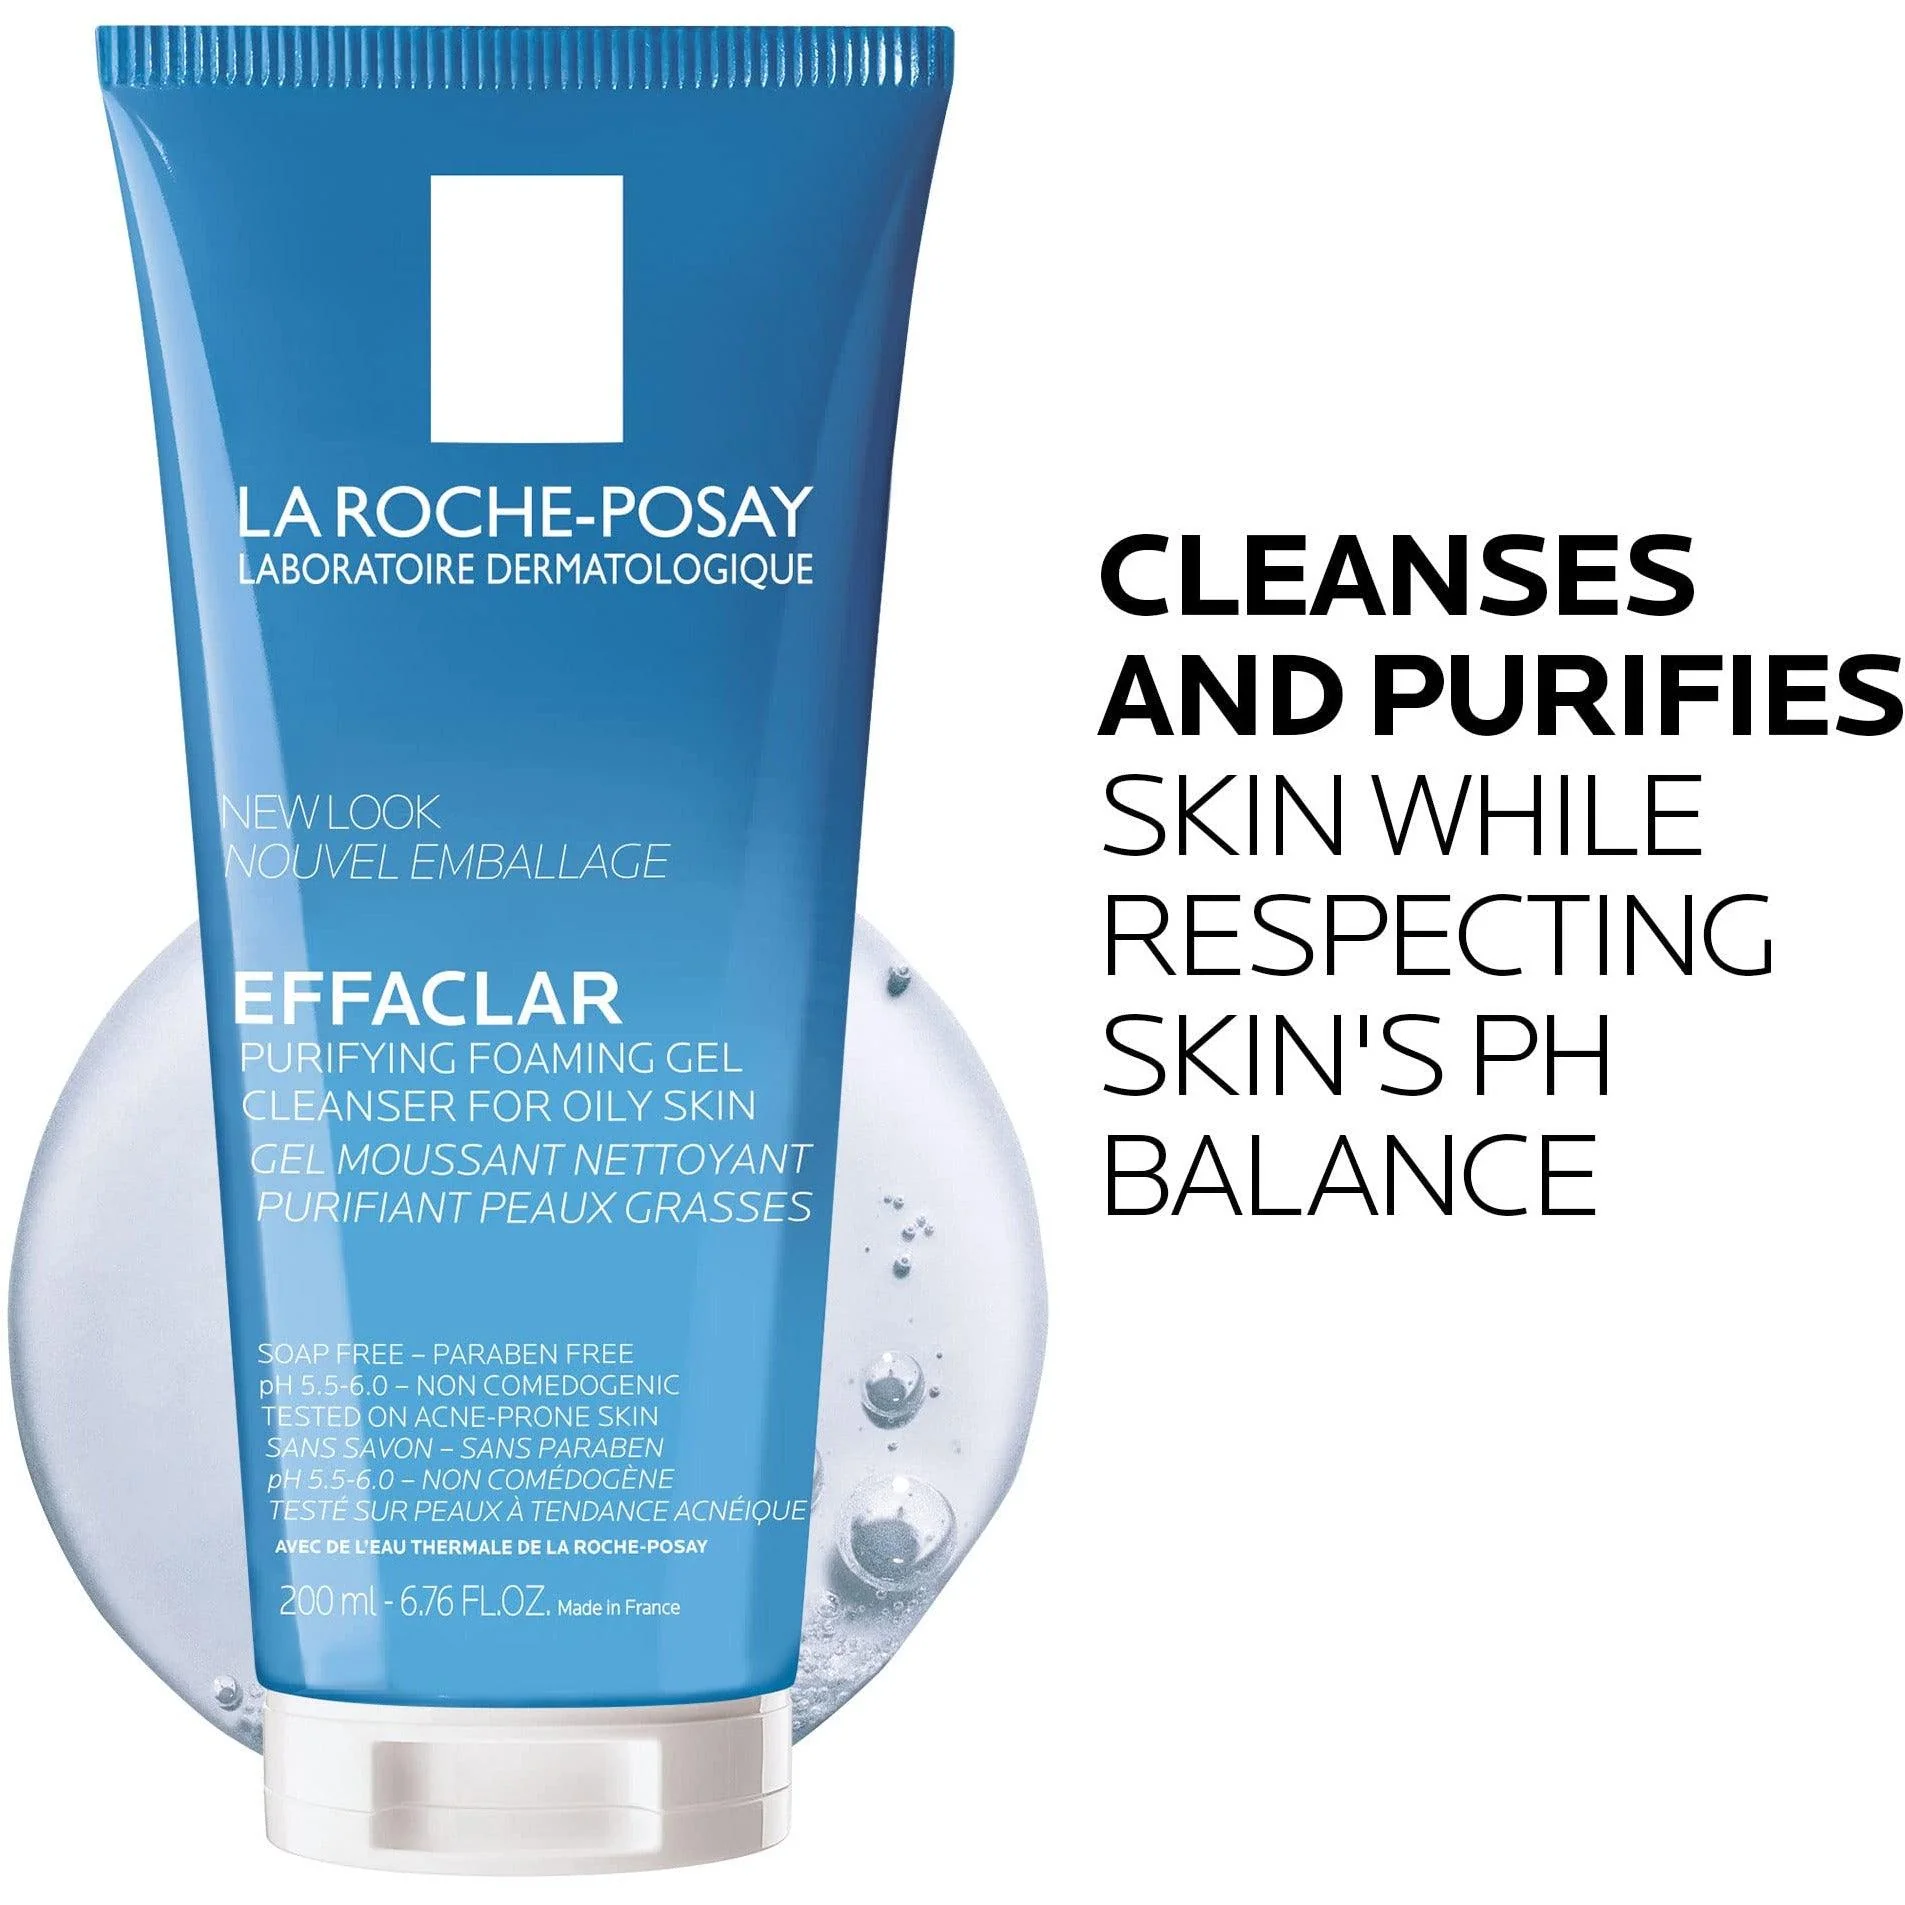 LA ROCHE-POSAY
LABORATOIRE DERMATOLOGIQUE
NEW LOOK
NOUVEL EMBALLAGE
EFFACLAR
PURIFYING FOAMING GEL
CLEANSER FOR OILY SKIN
GEL MOUSSANT NETTOYANT
PURIFIANT PEAUX GRASSES
SOAP FREE – PARABEN FREE
pH 5.5-6.0 – NON COMEDOGENIC
TESTED ON ACNE-PRONE SKIN
SANS SAVON – SANS PARABEN
pH 5.5-6.0 – NON COMÉDOGÈNE
TESTÉ SUR PEAUX À TENDANCE ACNÉIQUE
AVEC DE L'EAU THERMALE DE LA ROCHE-POSAY
200 ml - 6.76 FL.OZ. Made in France
CLEANSES
AND PURIFIES
SKIN WHILE
RESPECTING
SKIN'S PH
BALANCE